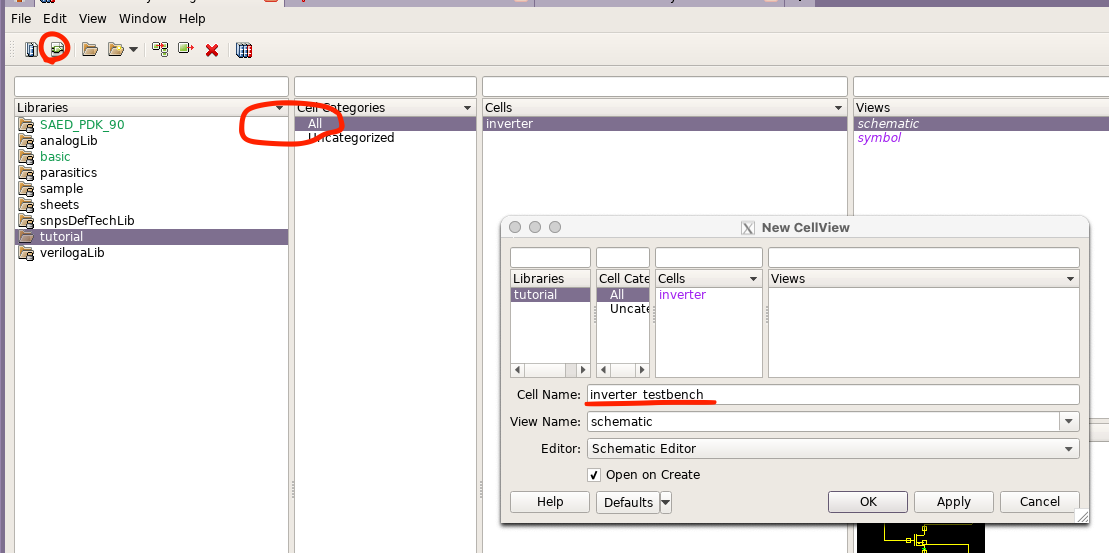 File Edit View Window Help
Libraries
SAED_PDK_90
analogLib
basic
parasitics
sample
sheets
snpsDefTechLib
tutorial
verilogaLib
Cell Categories
All
Uncategorized
Cells
inverter
Views
schematic
symbol
New CellView
Libraries
tutorial
Cell Cate
All
Uncate
Cells
inverter
Views
Cell Name: inverter_testbench
View Name: schematic
Editor: Schematic Editor
Open on Create
Help Defaults OK Apply Cancel